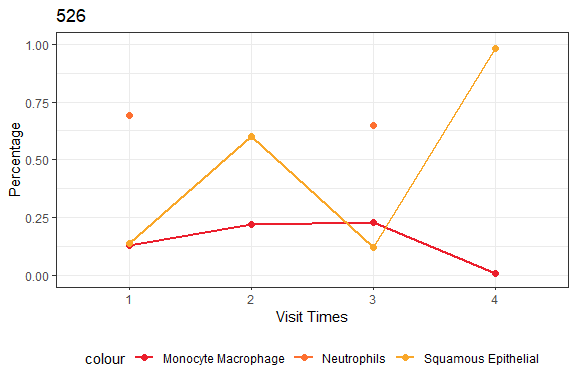 526
1.00
0.75
0.50
0.25
0.00
Percentage
1 2 3 4
Visit Times
colour Monocyte Macrophage Neutrophils Squamous Epithelial